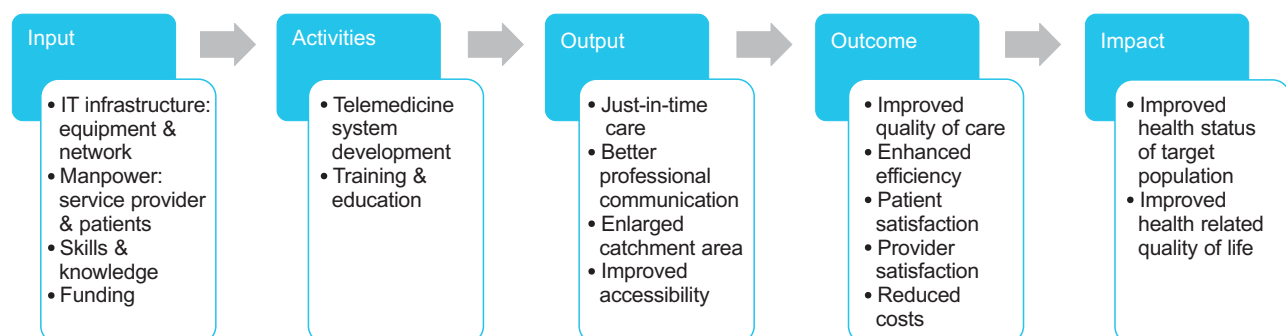 Input
• IT infrastructure:
equipment &
network
• Manpower:
service provider
& patients
• Skills &
knowledge
• Funding
Activities
• Telemedicine
system
development
• Training &
education
Output
• Just-in-time
care
• Better
professional
communication
• Enlarged
catchment area
• Improved
accessibility
Outcome
• Improved
quality of care
• Enhanced
efficiency
• Patient
satisfaction
• Provider
satisfaction
• Reduced
costs
Impact
• Improved
health status
of target
population
• Improved
health related
quality of life